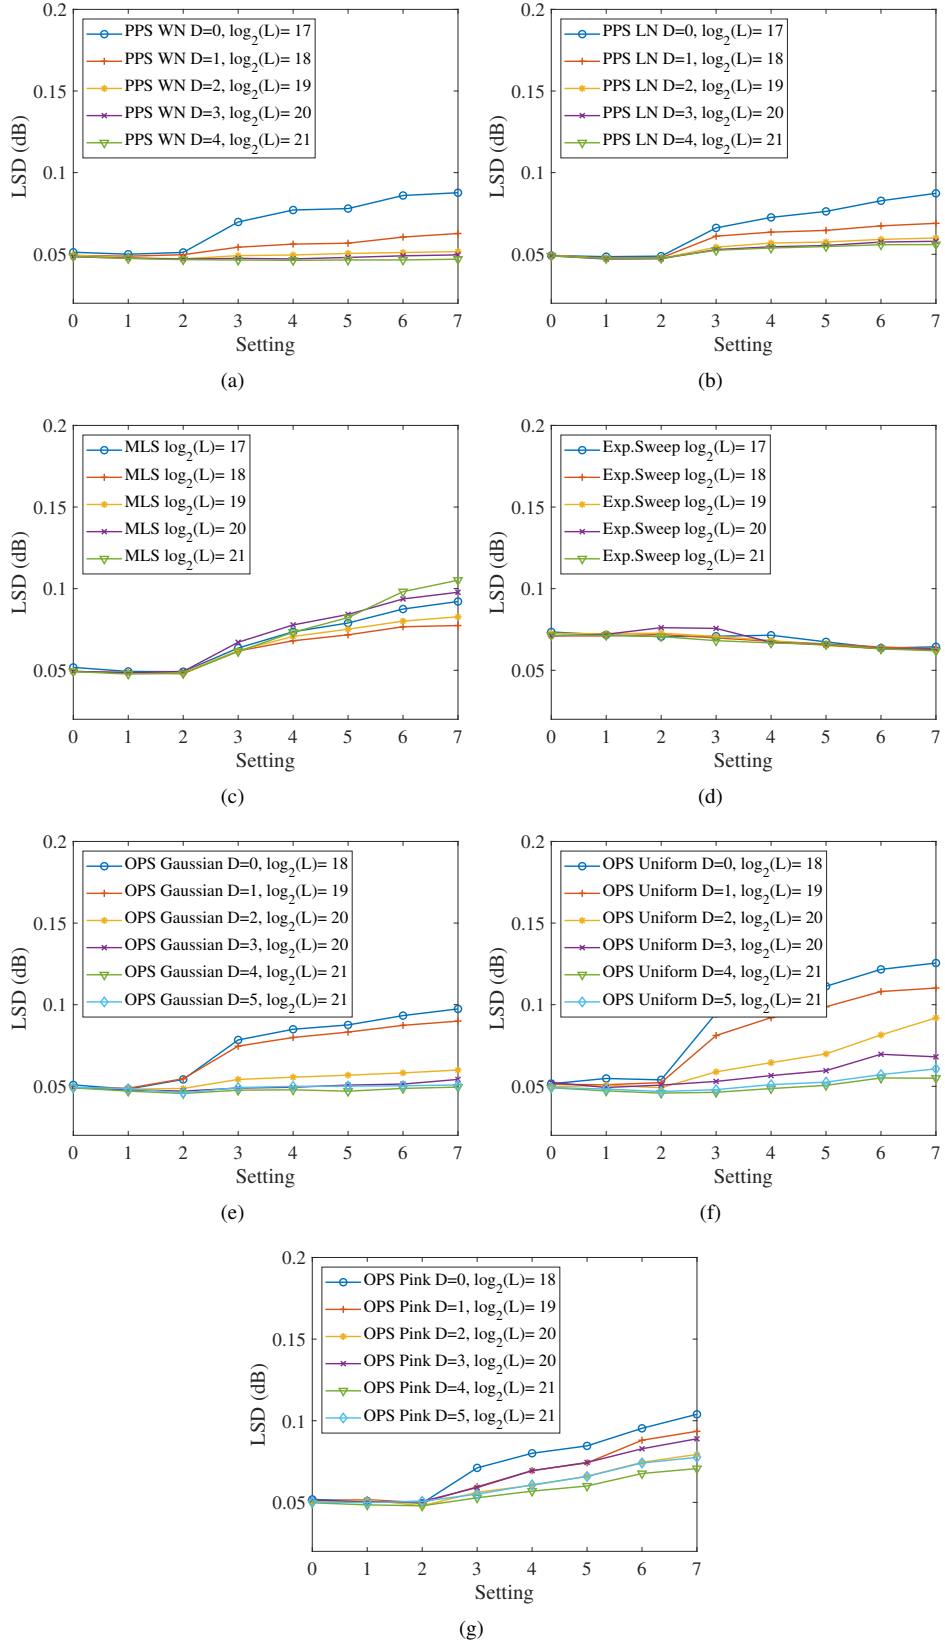 0.2
0.15
0.1
0.05
LSD (dB)
PPS WN D=0, log2(L)= 17
PPS WN D=1, log2(L)= 18
PPS WN D=2, log2(L)= 19
PPS WN D=3, log2(L)= 20
PPS WN D=4, log2(L)= 21
0 1 2 3 4 5 6 7
Setting
(a)
0.2
0.15
0.1
0.05
LSD (dB)
PPS LN D=0, log2(L)= 17
PPS LN D=1, log2(L)= 18
PPS LN D=2, log2(L)= 19
PPS LN D=3, log2(L)= 20
PPS LN D=4, log2(L)= 21
0 1 2 3 4 5 6 7
Setting
(b)
0.2
0.15
0.1
0.05
LSD (dB)
MLS log2(L)= 17
MLS log2(L)= 18
MLS log2(L)= 19
MLS log2(L)= 20
MLS log2(L)= 21
0 1 2 3 4 5 6 7
Setting
(c)
0.2
0.15
0.1
0.05
LSD (dB)
Exp.Sweep log2(L)= 17
Exp.Sweep log2(L)= 18
Exp.Sweep log2(L)= 19
Exp.Sweep log2(L)= 20
Exp.Sweep log2(L)= 21
0 1 2 3 4 5 6 7
Setting
(d)
0.2
0.15
0.1
0.05
LSD (dB)
OPS Gaussian D=0, log2(L)= 18
OPS Gaussian D=1, log2(L)= 19
OPS Gaussian D=2, log2(L)= 20
OPS Gaussian D=3, log2(L)= 20
OPS Gaussian D=4, log2(L)= 21
OPS Gaussian D=5, log2(L)= 21
0 1 2 3 4 5 6 7
Setting
(e)
0.2
0.15
0.1
0.05
LSD (dB)
OPS Uniform D=0, log2(L)= 18
OPS Uniform D=1, log2(L)= 19
OPS Uniform D=2, log2(L)= 20
OPS Uniform D=3, log2(L)= 20
OPS Uniform D=4, log2(L)= 21
OPS Uniform D=5, log2(L)= 21
0 1 2 3 4 5 6 7
Setting
(f)
0.2
0.15
0.1
0.05
LSD (dB)
OPS Pink D=0, log2(L)= 18
OPS Pink D=1, log2(L)= 19
OPS Pink D=2, log2(L)= 20
OPS Pink D=3, log2(L)= 20
OPS Pink D=4, log2(L)= 21
OPS Pink D=5, log2(L)= 21
0 1 2 3 4 5 6 7
Setting
(g)